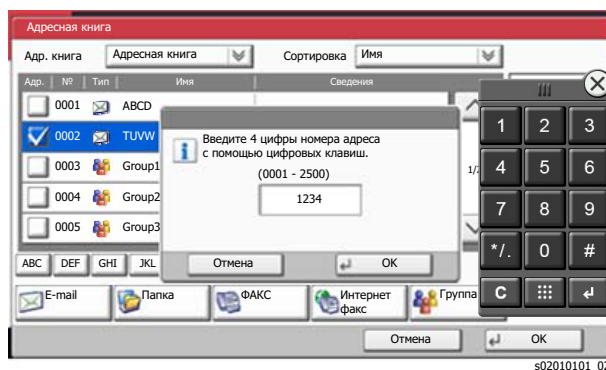 Адресная книга
Адр. книга Адресная книга Сортировка Имя
Адр. № Тип Имя Сведения
0001 ABCD
0002 TUVW
0003 Group1
0004 Group2
0005 Group3
Введите 4 цифры номера адреса
с помощью цифровых клавиш.
(0001 - 2500)
1234
Отмена OK
1/2
1 2 3
4 5 6
7 8 9
*/. 0 #
C
ABC DEF GHI JKL
E-mail Папка ФАКС Интернет факс Группа
Отмена OK
s02010101_02